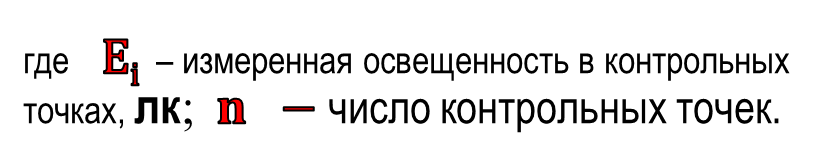 где Ei – измеренная освещенность в контрольных
точках, лк; n – число контрольных точек.